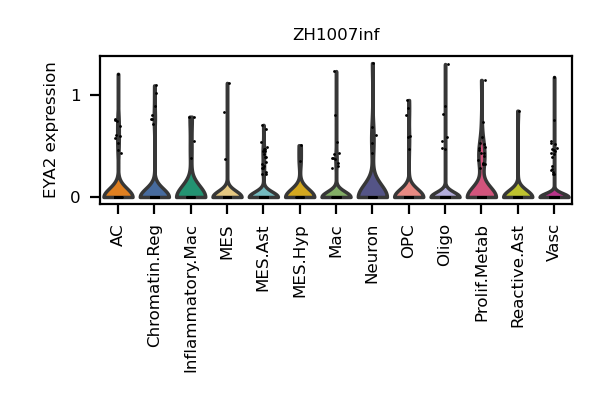 ZH1007inf
EYA2 expression
1
0
AC
Chromatin.Reg
Inflammatory.Mac
MES
MES.Ast
MES.Hyp
Mac
Neuron
OPC
Oligo
Prolif.Metab
Reactive.Ast
Vasc